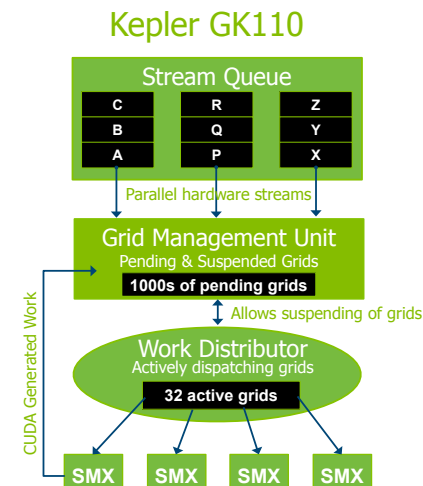 Kepler GK110
Stream Queue
C R Z
B Q Y
A P X
Parallel hardware streams
Grid Management Unit
Pending & Suspended Grids
1000s of pending grids
Allows suspending of grids
CUDA Generated Work
Work Distributor
Actively dispatching grids
32 active grids
SMX SMX SMX SMX